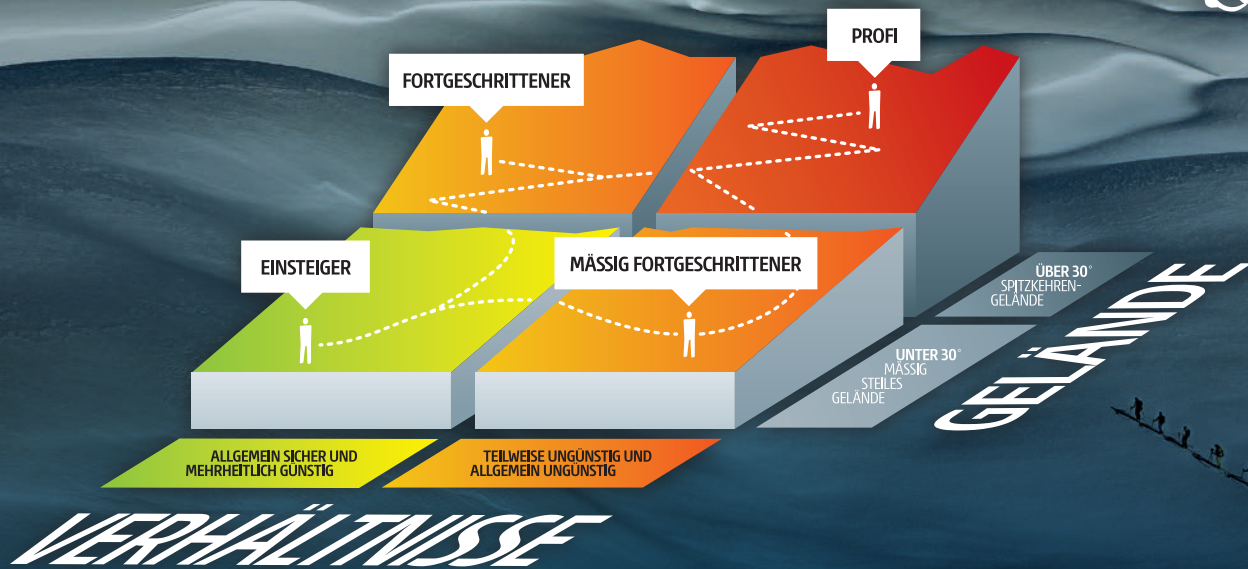 PROFI
FORTGESCHRITTENER
EINSTEIGER
MÄSSIG FORTGESCHRITTENER
ÜBER 30°
SPITZKEHREN-
GELÄNDE
UNTER 30°
MÄSSIG
STEILES
GELÄNDE
GELÄNDE
ALLGEMEIN SICHER UND
MEHRHEITLICH GÜNSTIG
TEILWEISE UNGÜNSTIG UND
ALLGEMEIN UNGÜNSTIG
VERHÄLTNISSE